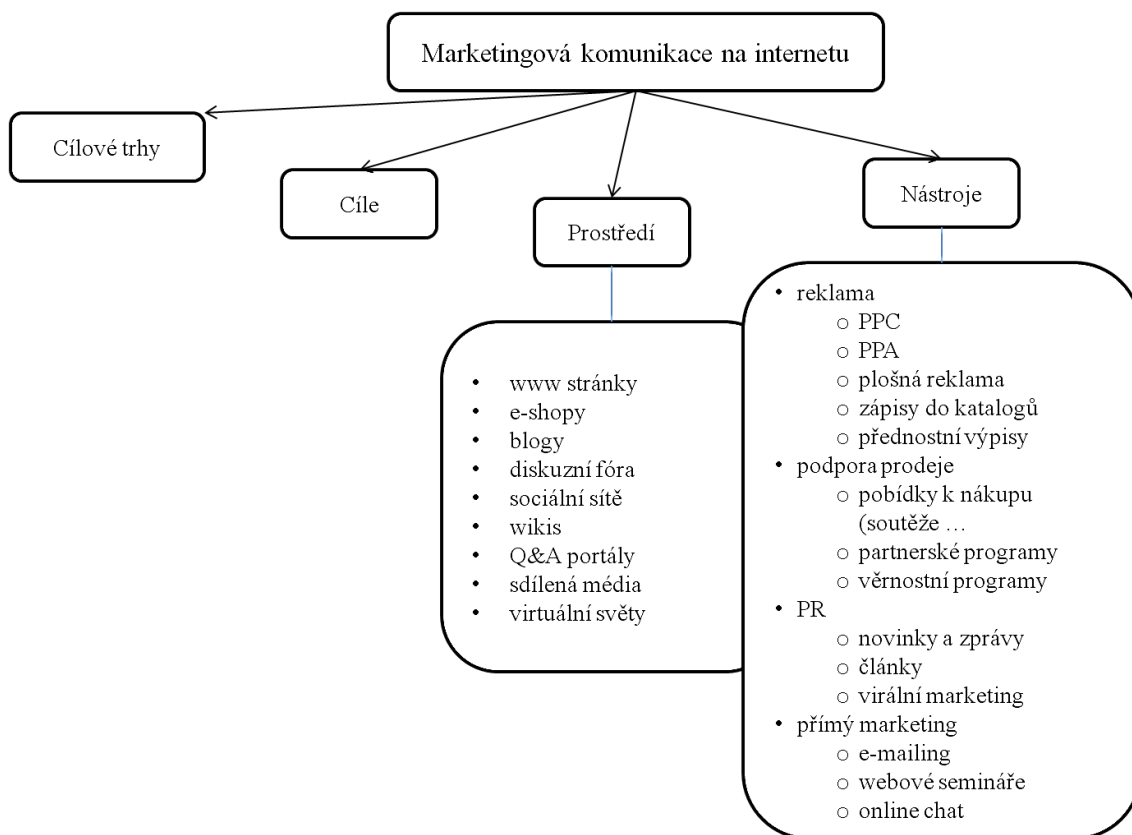 Marketingová komunikace na internetu
Cílové trhy
Cíle
Prostředí
Nástroje
• www stránky
• e-shopy
• blogy
• diskuzní fóra
• sociální sítě
• wikis
• Q&A portály
• sdílená média
• virtuální světy
• reklama
○ PPC
○ PPA
○ plošná reklama
○ zápisy do katalogů
○ přednostní výpisy
• podpora prodeje
○ pobídky k nákupu
(soutěže …
○ partnerské programy
○ věrnostní programy
• PR
○ novinky a zprávy
○ články
○ virální marketing
• přímý marketing
○ e-mailing
○ webové semináře
○ online chat